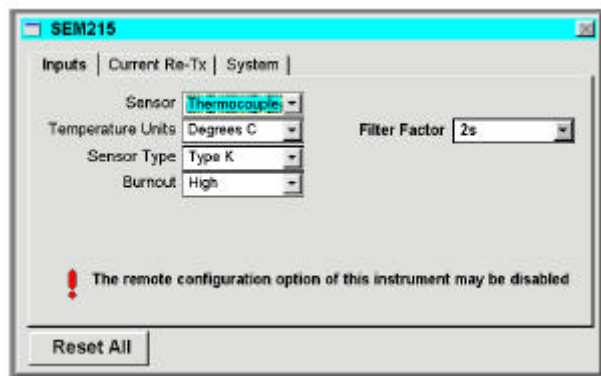 SEM215
Inputs | Current Re-Tx | System |
Sensor Thermocouple
Temperature Units Degrees C Filter Factor 2s
Sensor Type Type K
Burnout High
! The remote configuration option of this instrument may be disabled
Reset All